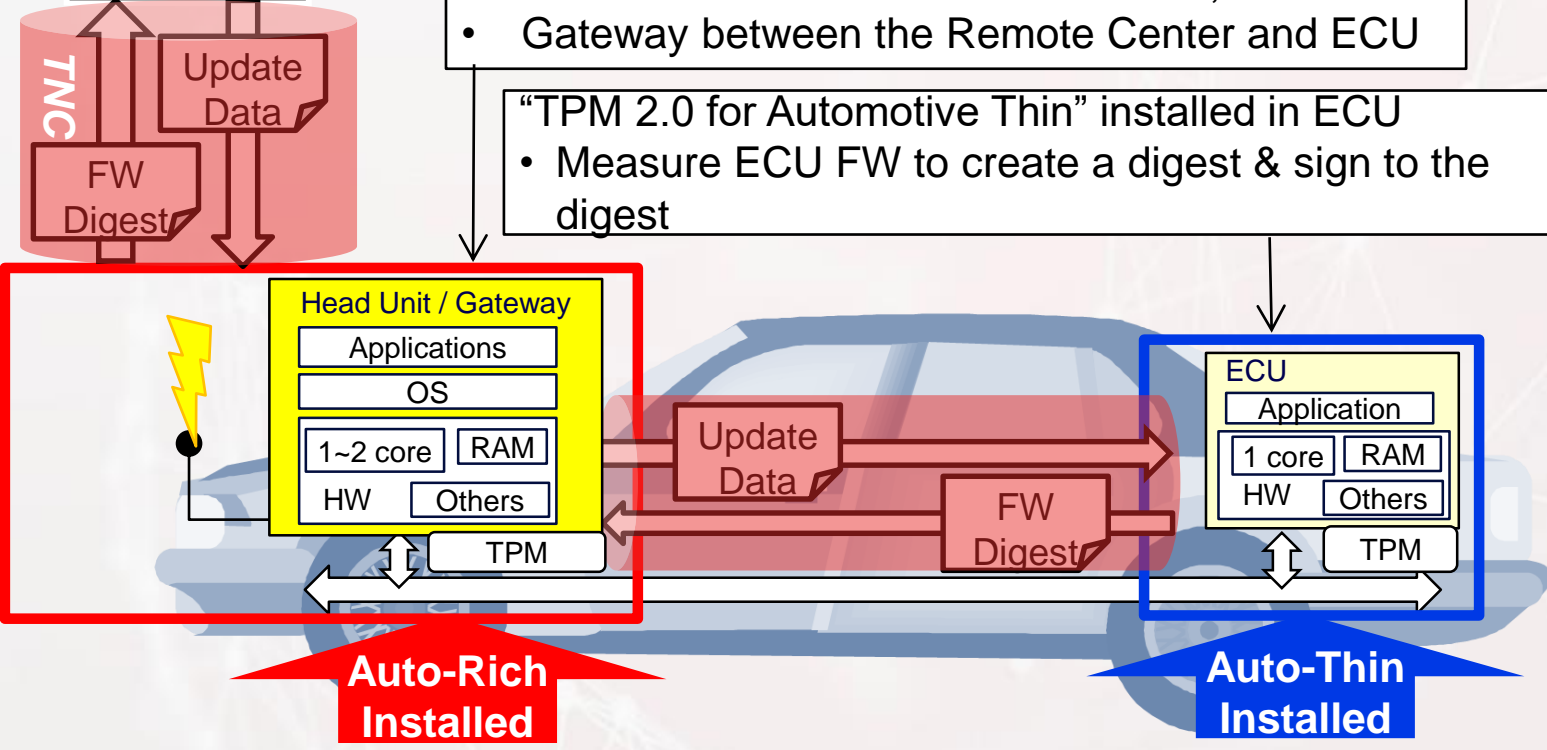 • Gateway between the Remote Center and ECU
TNC
Update
Data
FW
Digest
“TPM 2.0 for Automotive Thin” installed in ECU
• Measure ECU FW to create a digest & sign to the
digest
Head Unit / Gateway
Applications
OS
1~2 core
RAM
HW
Others
TPM
Update
Data
FW
Digest
ECU
Application
1 core
RAM
HW
Others
TPM
Auto-Rich
Installed
Auto-Thin
Installed